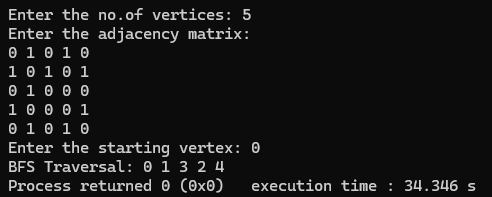 Enter the no.of vertices: 5
Enter the adjacency matrix:
0 1 0 1 0
1 0 1 0 1
0 1 0 0 0
1 0 0 0 1
0 1 0 1 0
Enter the starting vertex: 0
BFS Traversal: 0 1 3 2 4
Process returned 0 (0x0)   execution time : 34.346 s